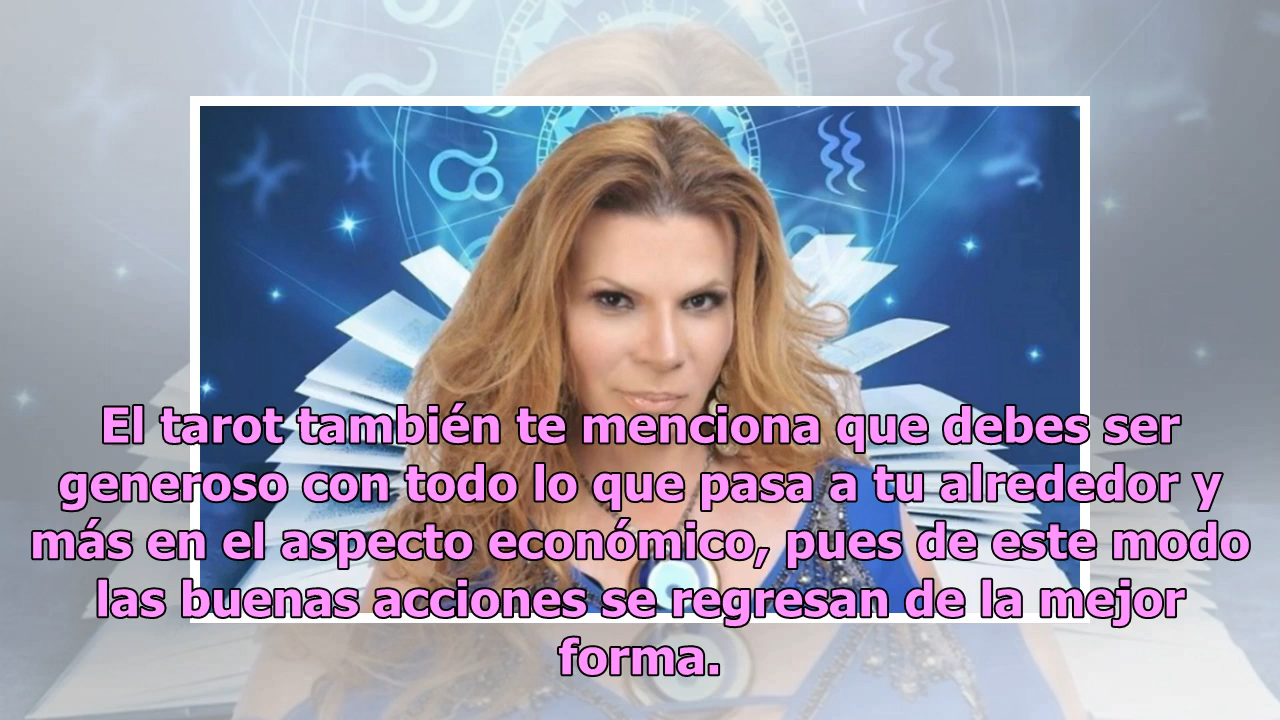 El tarot también te menciona que debes ser
generoso con todo lo que pasa a tu alrededor y
más en el aspecto económico, pues de este modo
las buenas acciones se regresan de la mejor
forma.